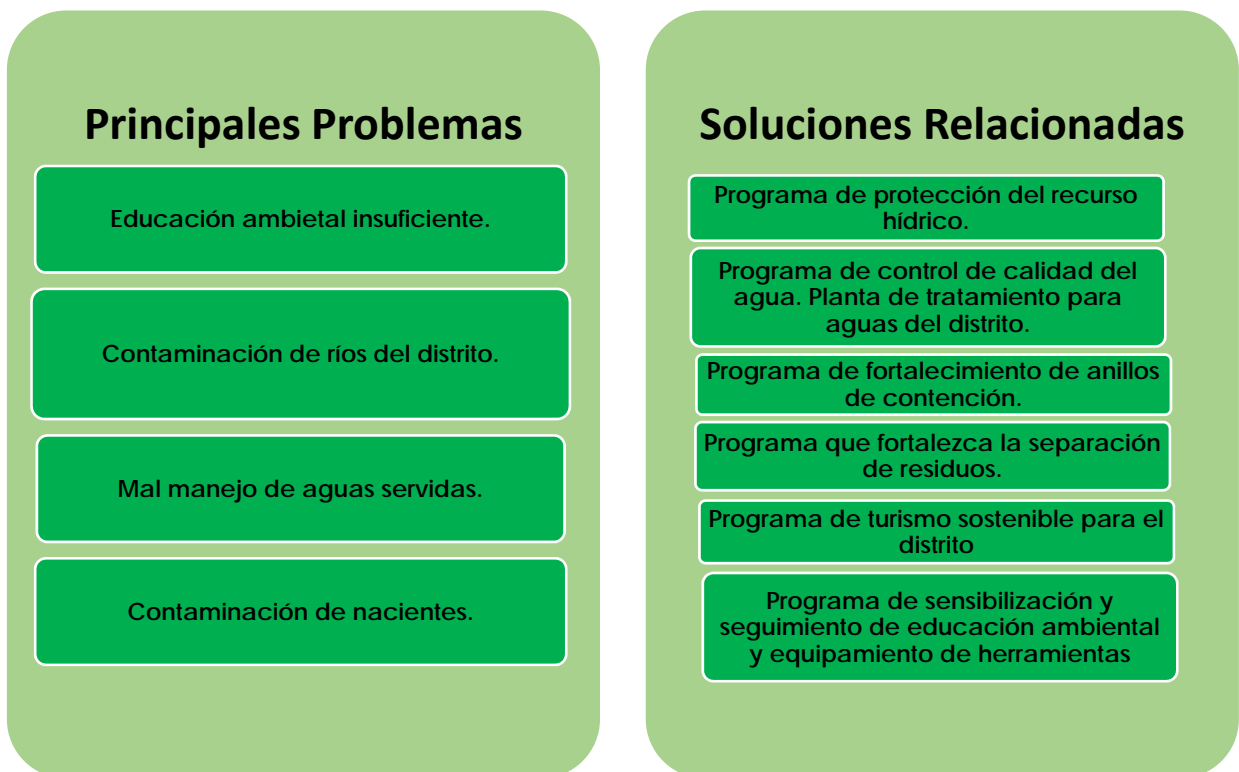 Principales Problemas
Educación ambietal insuficiente.
Contaminación de ríos del distrito.
Mal manejo de aguas servidas.
Contaminación de nacientes.
Soluciones Relacionadas
Programa de protección del recurso
hídrico.
Programa de control de calidad del
agua. Planta de tratamiento para
aguas del distrito.
Programa de fortalecimiento de anillos
de contención.
Programa que fortalezca la separación
de residuos.
Programa de turismo sostenible para el
distrito
Programa de sensibilización y
seguimiento de educación ambiental
y equipamiento de herramientas